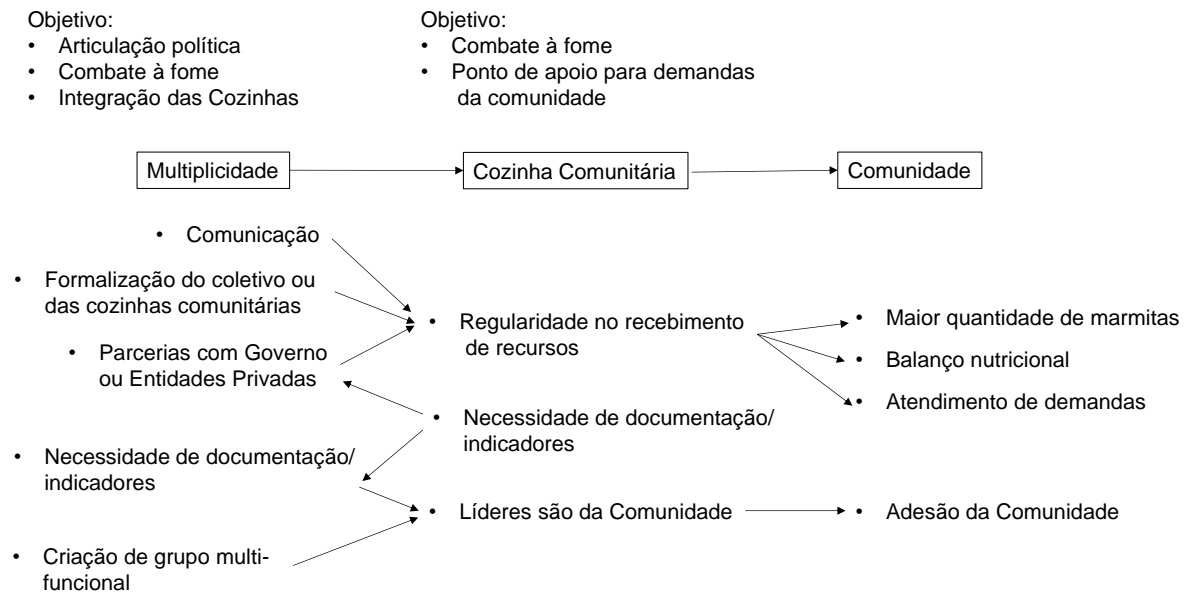 Objetivo:
• Articulação política
• Combate à fome
• Integração das Cozinhas
Objetivo:
• Combate à fome
• Ponto de apoio para demandas
da comunidade
Multiplicidade
Cozinha Comunitária
Comunidade
• Comunicação
• Formalização do coletivo ou
das cozinhas comunitárias
• Parcerias com Governo
ou Entidades Privadas
• Necessidade de documentação/
indicadores
• Criação de grupo multi-
funcional
• Regularidade no recebimento
de recursos
• Necessidade de documentação/
indicadores
• Líderes são da Comunidade
• Maior quantidade de marmitas
• Balanço nutricional
• Atendimento de demandas
• Adesão da Comunidade